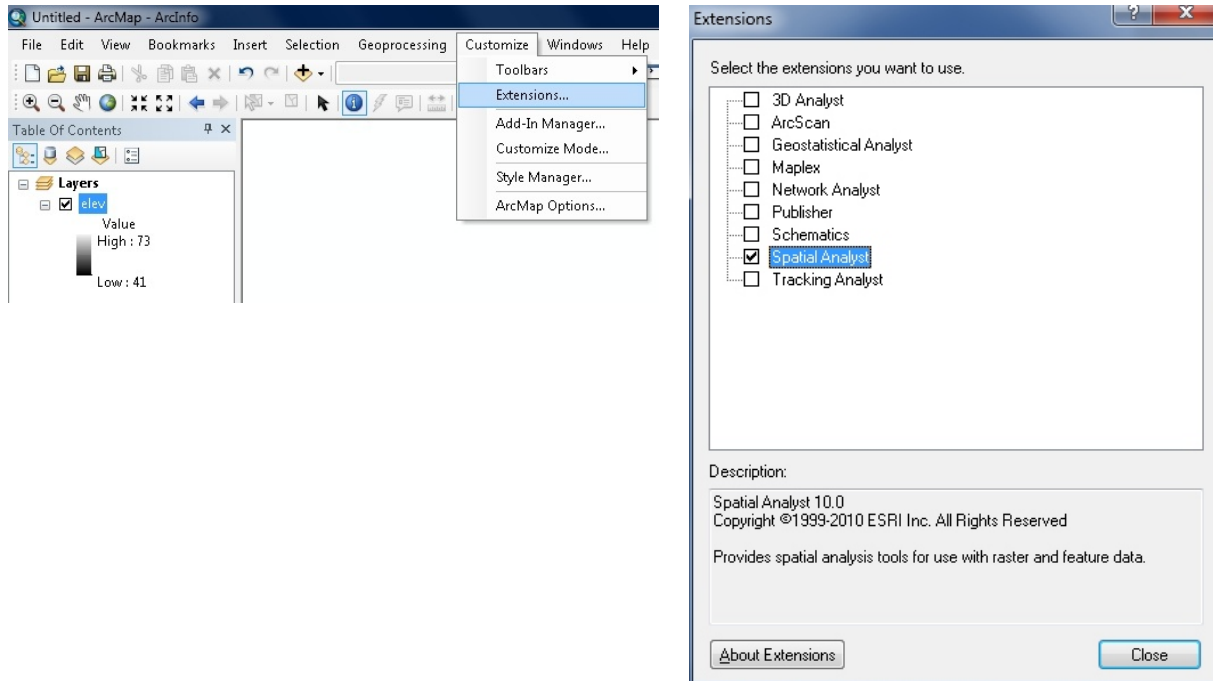 Untitled - ArcMap - ArcInfo
File Edit View Bookmarks Insert Selection Geoprocessing Customize Windows Help
Toolbars
Extensions...
Add-In Manager...
Customize Mode...
Style Manager...
ArcMap Options...
Table Of Contents
Layers
elev
Value
High : 73
Low : 41
Extensions
Select the extensions you want to use.
3D Analyst
ArcScan
Geostatistical Analyst
Maplex
Network Analyst
Publisher
Schematics
Spatial Analyst
Tracking Analyst
Description:
Spatial Analyst 10.0
Copyright ©1999-2010 ESRI Inc. All Rights Reserved
Provides spatial analysis tools for use with raster and feature data.
About Extensions
Close